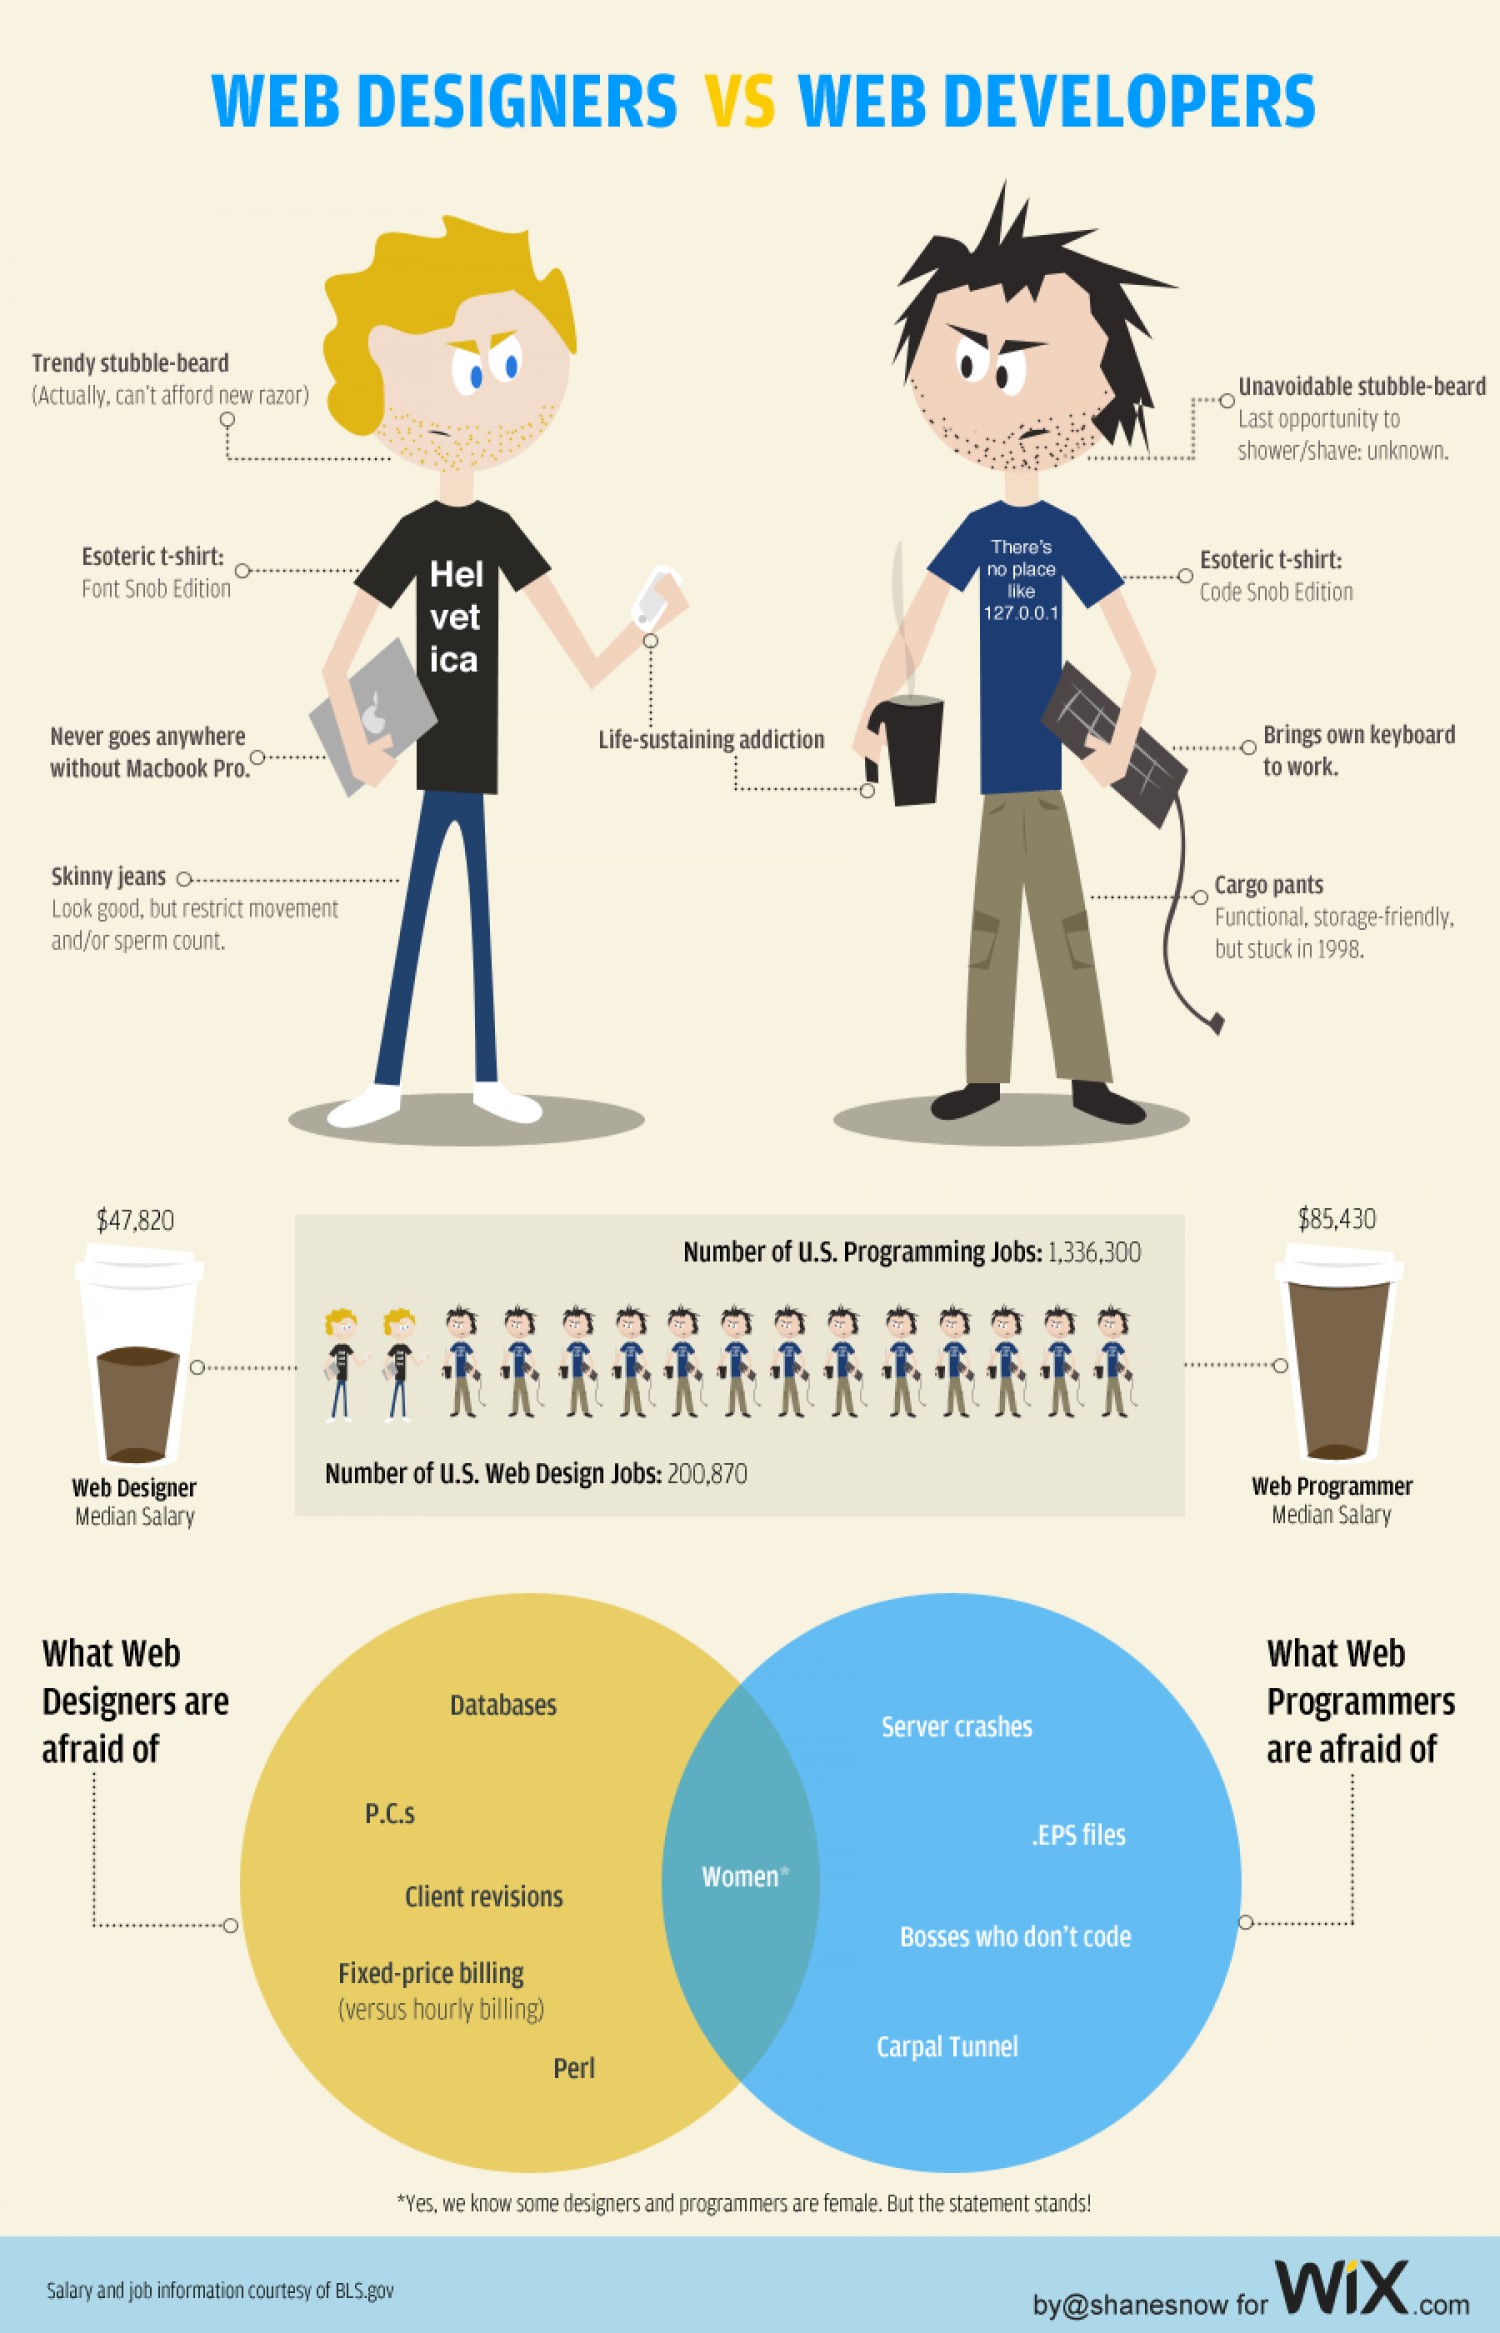 WEB DESIGNERS VS WEB DEVELOPERS
Trendy stubble-beard
(Actually, can't afford new razor)
Unavoidable stubble-beard
Last opportunity to
shower/shave: unknown.
Esoteric t-shirt:
Font Snob Edition
Hel
vet
ica
There's
no place
like
127.0.0.1
Esoteric t-shirt:
Code Snob Edition
Never goes anywhere
without Macbook Pro.
Life-sustaining addiction
Brings own keyboard
to work.
Skinny jeans
Look good, but restrict movement
and/or sperm count.
Cargo pants
Functional, storage-friendly,
but stuck in 1998.
$47,820
Web Designer
Median Salary
Number of U.S. Programming Jobs: 1,336,300
Number of U.S. Web Design Jobs: 200,870
$85,430
Web Programmer
Median Salary
What Web
Designers are
afraid of
Databases
P.C.s
Client revisions
Fixed-price billing
(versus hourly billing)
Perl
Women*
Server crashes
.EPS files
Bosses who don't code
Carpal Tunnel
What Web
Programmers
are afraid of
*Yes, we know some designers and programmers are female. But the statement stands!
Salary and job information courtesy of BLS.gov
by@shanesnow for WiX.com